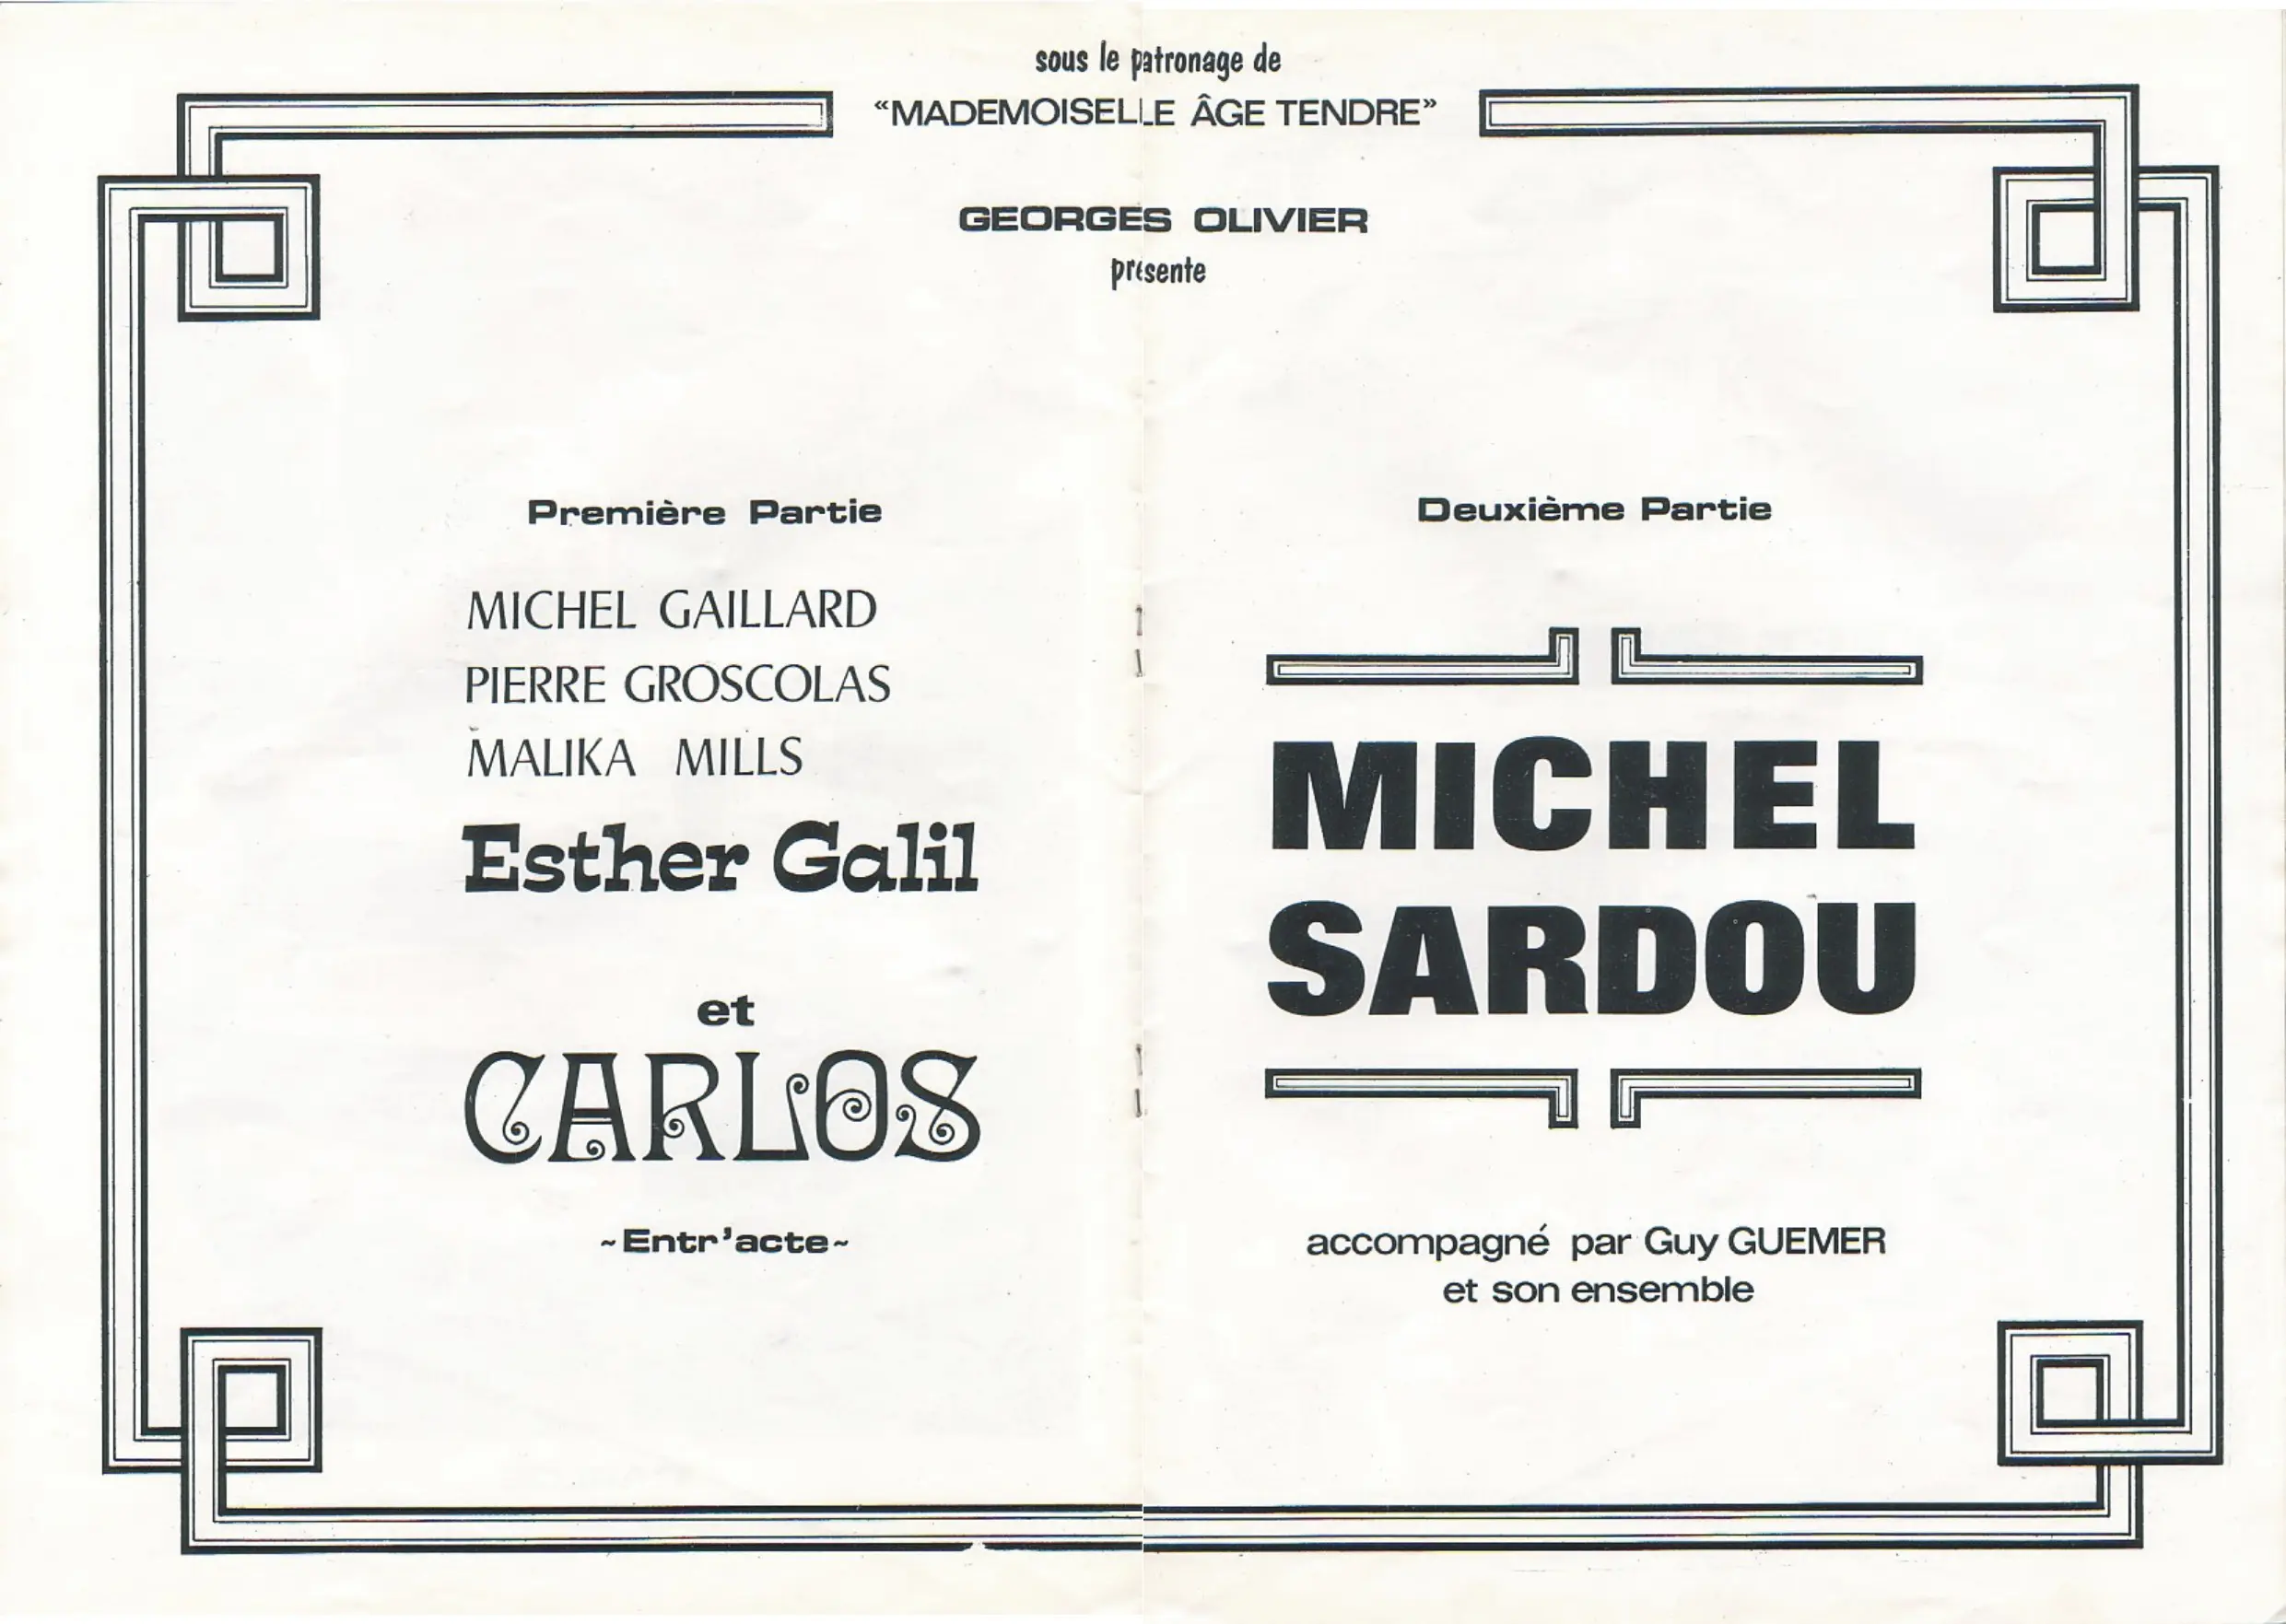 sous le patronage de
“MADEMOISELLE ÂGE TENDRE”
GEORGES OLIVIER
présente
Première Partie
MICHEL GAILLARD
PIERRE GROSCOLAS
MALIKA MILLS
Esther Galil
et
CARLOS
~Entr'acte~
Deuxième Partie
MICHEL
SARDOU
accompagné par Guy GUEMER
et son ensemble